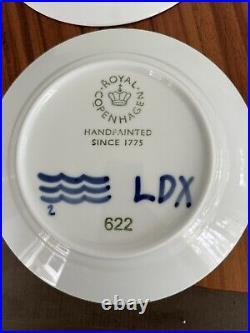 ROYAL
COPENHAGEN
HANDPAINTED
SINCE 1775
LDX
2
622